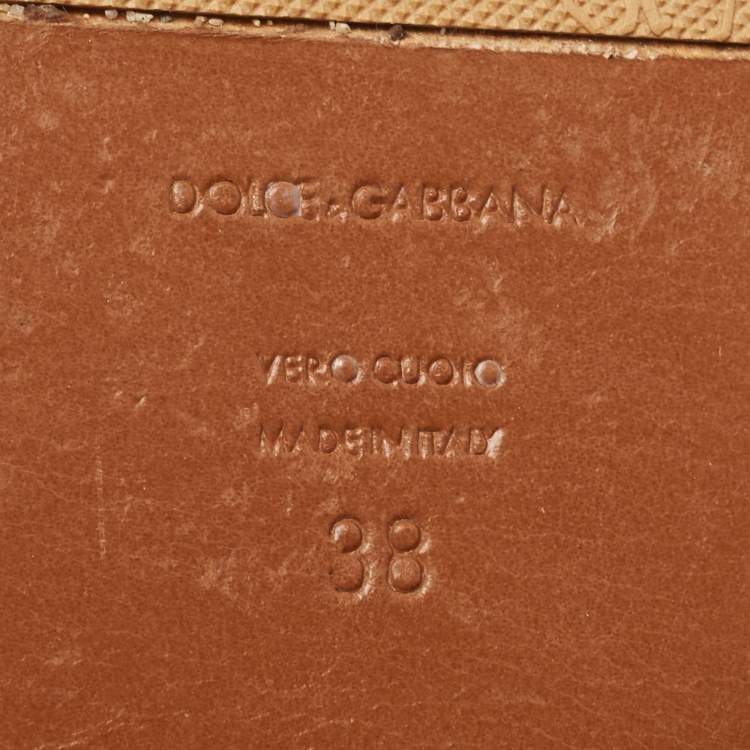 DOLCE & GABBANA
VERO CUOIO
MADE IN ITALY
38